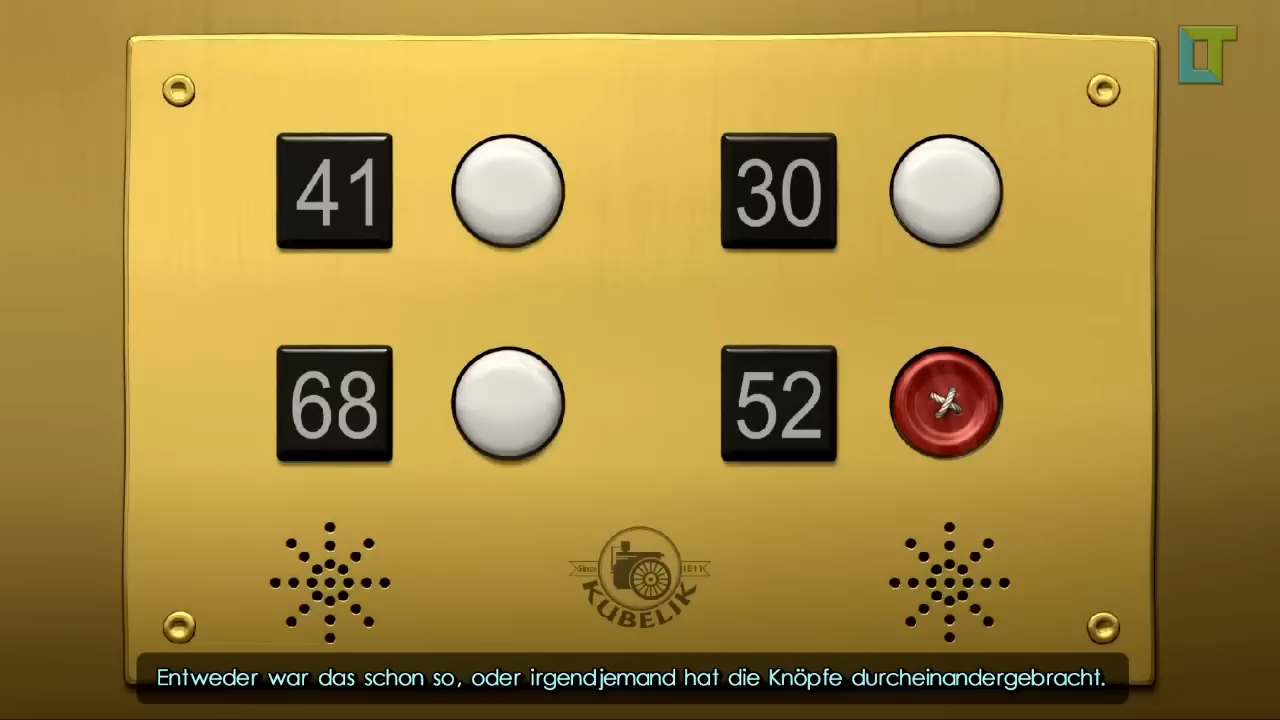 41 30
68 52
Since 1811
KUBELIK
Entweder war das schon so, oder irgendjemand hat die Knöpfe durcheinandergebracht.